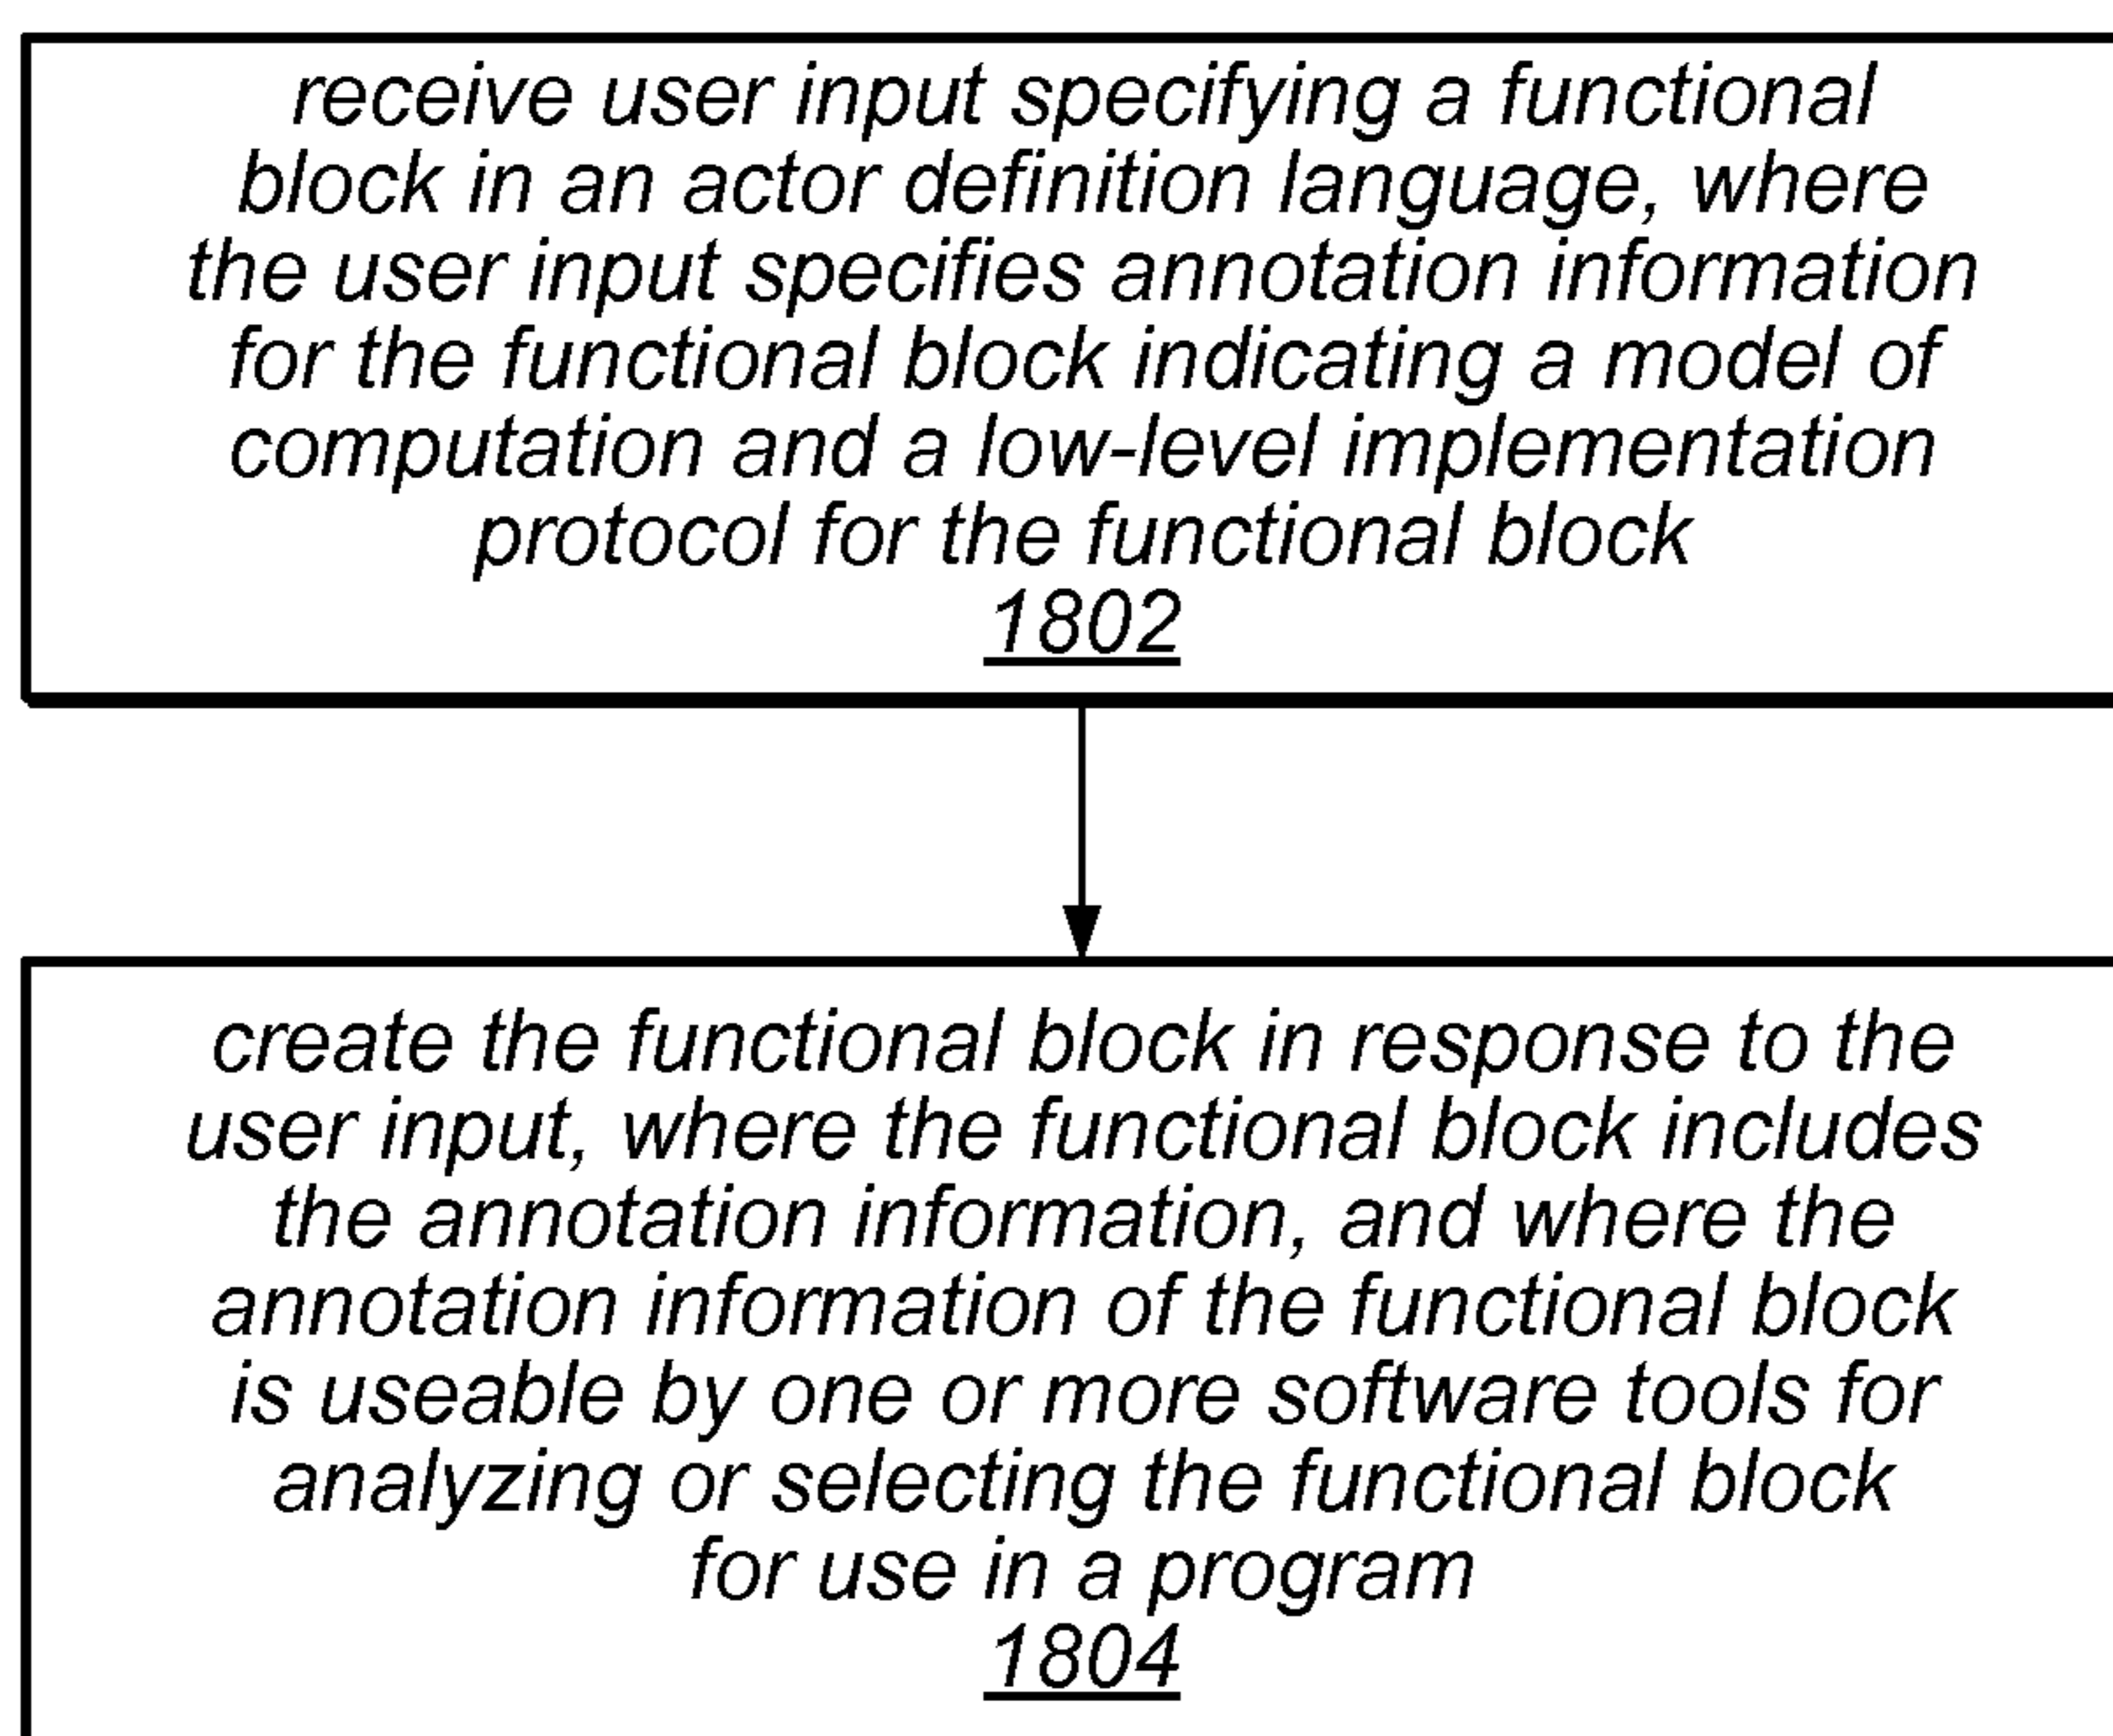 receive user input specifying a functional
block in an actor definition language, where
the user input specifies annotation information
for the functional block indicating a model of
computation and a low-level implementation
protocol for the functional block
1802
create the functional block in response to the
user input, where the functional block includes
the annotation information, and where the
annotation information of the functional block
is useable by one or more software tools for
analyzing or selecting the functional block
for use in a program
1804